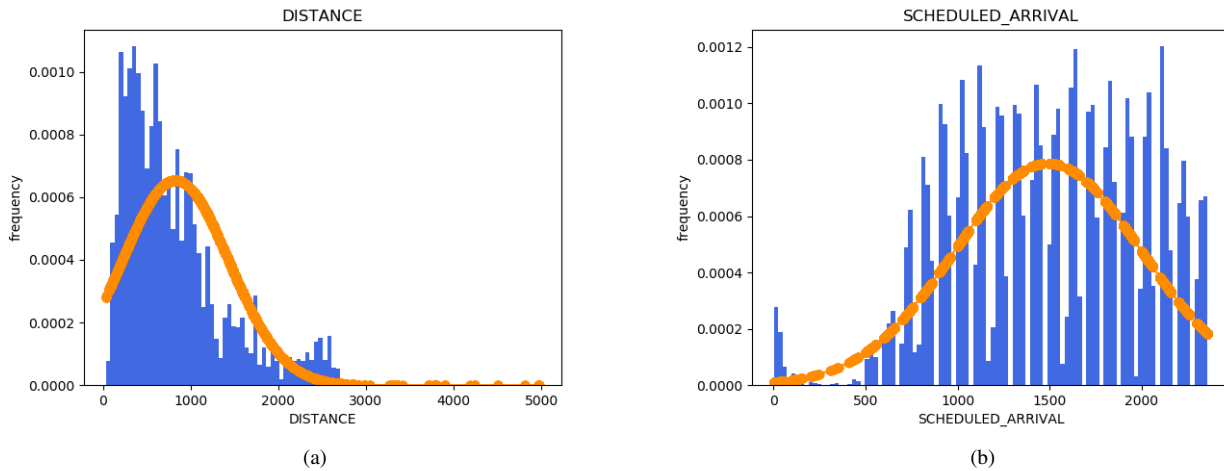 DISTANCE
frequency
0.0010
0.0008
0.0006
0.0004
0.0002
0.0000
0 1000 2000 3000 4000 5000
DISTANCE
(a)
SCHEDULED_ARRIVAL
frequency
0.0012
0.0010
0.0008
0.0006
0.0004
0.0002
0.0000
0 500 1000 1500 2000
SCHEDULED_ARRIVAL
(b)